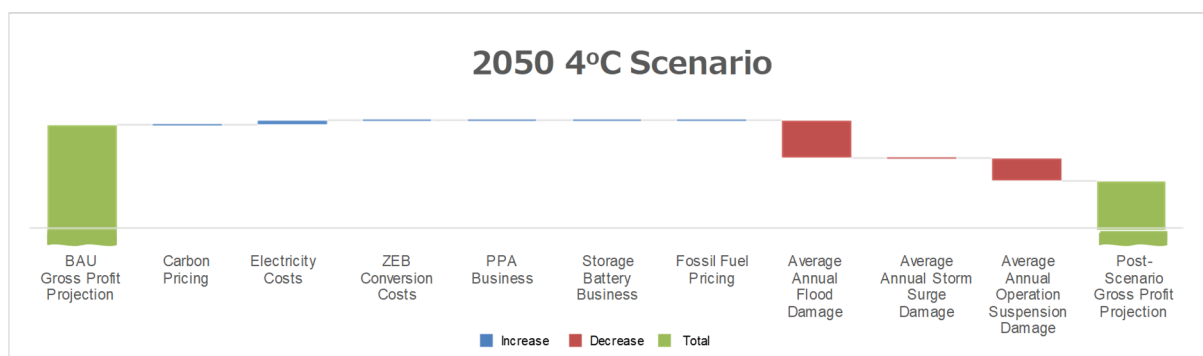 2050 4°C Scenario
BAU
Gross Profit
Projection
Carbon
Pricing
Electricity
Costs
ZEB
Conversion
Costs
PPA
Business
Storage
Battery
Business
Fossil Fuel
Pricing
Average
Annual
Flood
Damage
Average
Annual Storm
Surge
Damage
Average
Annual
Operation
Suspension
Damage
Post-
Scenario
Gross Profit
Projection
Increase
Decrease
Total